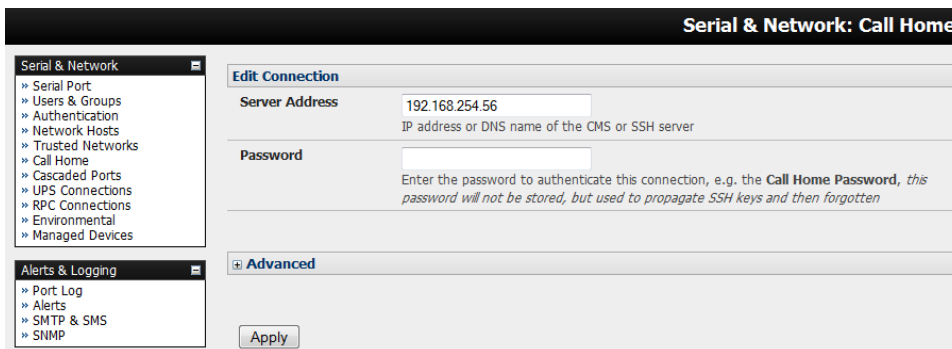 Serial & Network: Call Home
Serial & Network
» Serial Port
» Users & Groups
» Authentication
» Network Hosts
» Trusted Networks
» Call Home
» Cascaded Ports
» UPS Connections
» RPC Connections
» Environmental
» Managed Devices
Alerts & Logging
» Port Log
» Alerts
» SMTP & SMS
» SNMP
Edit Connection
Server Address
192.168.254.56
IP address or DNS name of the CMS or SSH server
Password
Enter the password to authenticate this connection, e.g. the Call Home Password, this
password will not be stored, but used to propagate SSH keys and then forgotten
Advanced
Apply